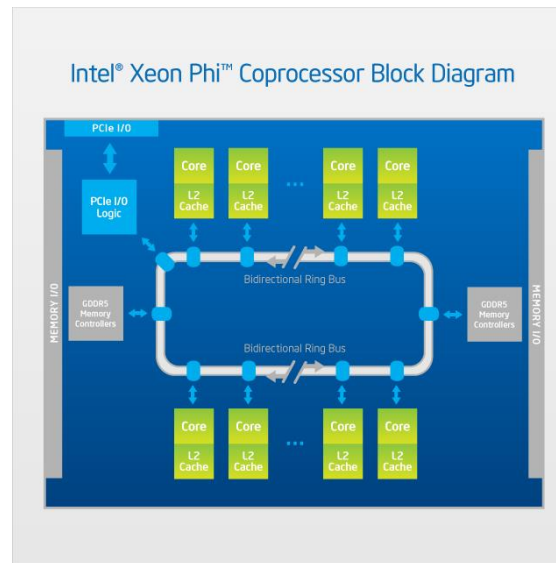 Intel® Xeon Phi™ Coprocessor Block Diagram
PCIe I/O
PCIe I/O
Logic
Core
L2
Cache
Core
L2
Cache
...
Core
L2
Cache
Core
L2
Cache
Bidirectional Ring Bus
MEMORY I/O
GDDR5
Memory
Controllers
GDDR5
Memory
Controllers
MEMORY I/O
Bidirectional Ring Bus
Core
L2
Cache
Core
L2
Cache
...
Core
L2
Cache
Core
L2
Cache